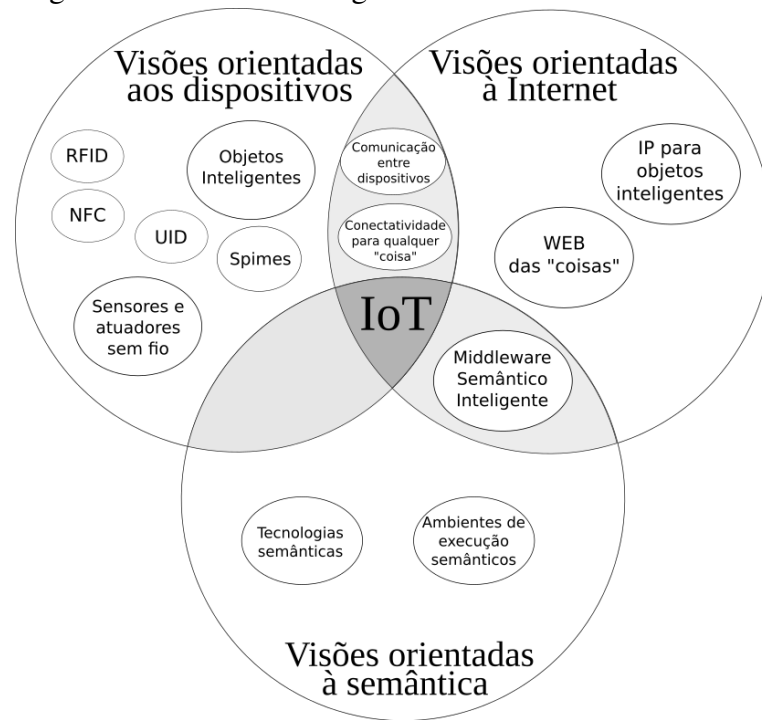 Visões orientadas
aos dispositivos
Visões orientadas
à Internet
RFID
NFC
UID
Objetos
Inteligentes
Spimes
Sensores e
atuadores
sem fio
Comunicação
entre
dispositivos
Conectatividade
para qualquer
"coisa"
IP para
objetos
inteligentes
WEB
das "coisas"
IoT
Middleware
Semântico
Inteligente
Tecnologias
semânticas
Ambientes de
execução
semânticos
Visões orientadas
à semântica